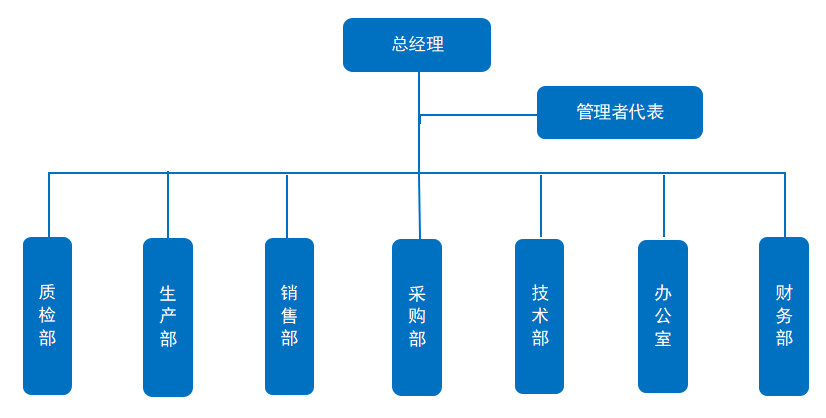 总经理
管理者代表
质检部
生产部
销售部
采购部
技术部
办公室
财务部